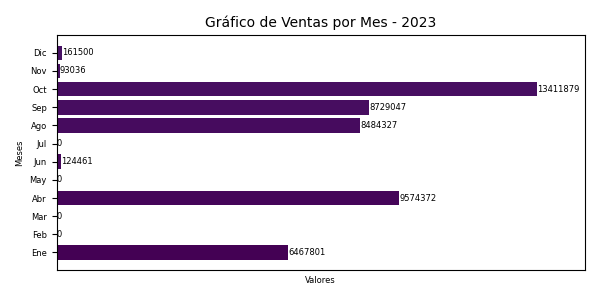 Gráfico de Ventas por Mes - 2023
Dic 161500
Nov 93036
Oct 13411879
Sep 8729047
Ago 8484327
Jul 0
Jun 124461
May 0
Abr 9574372
Mar 0
Feb 0
Ene 6467801
Meses
Valores